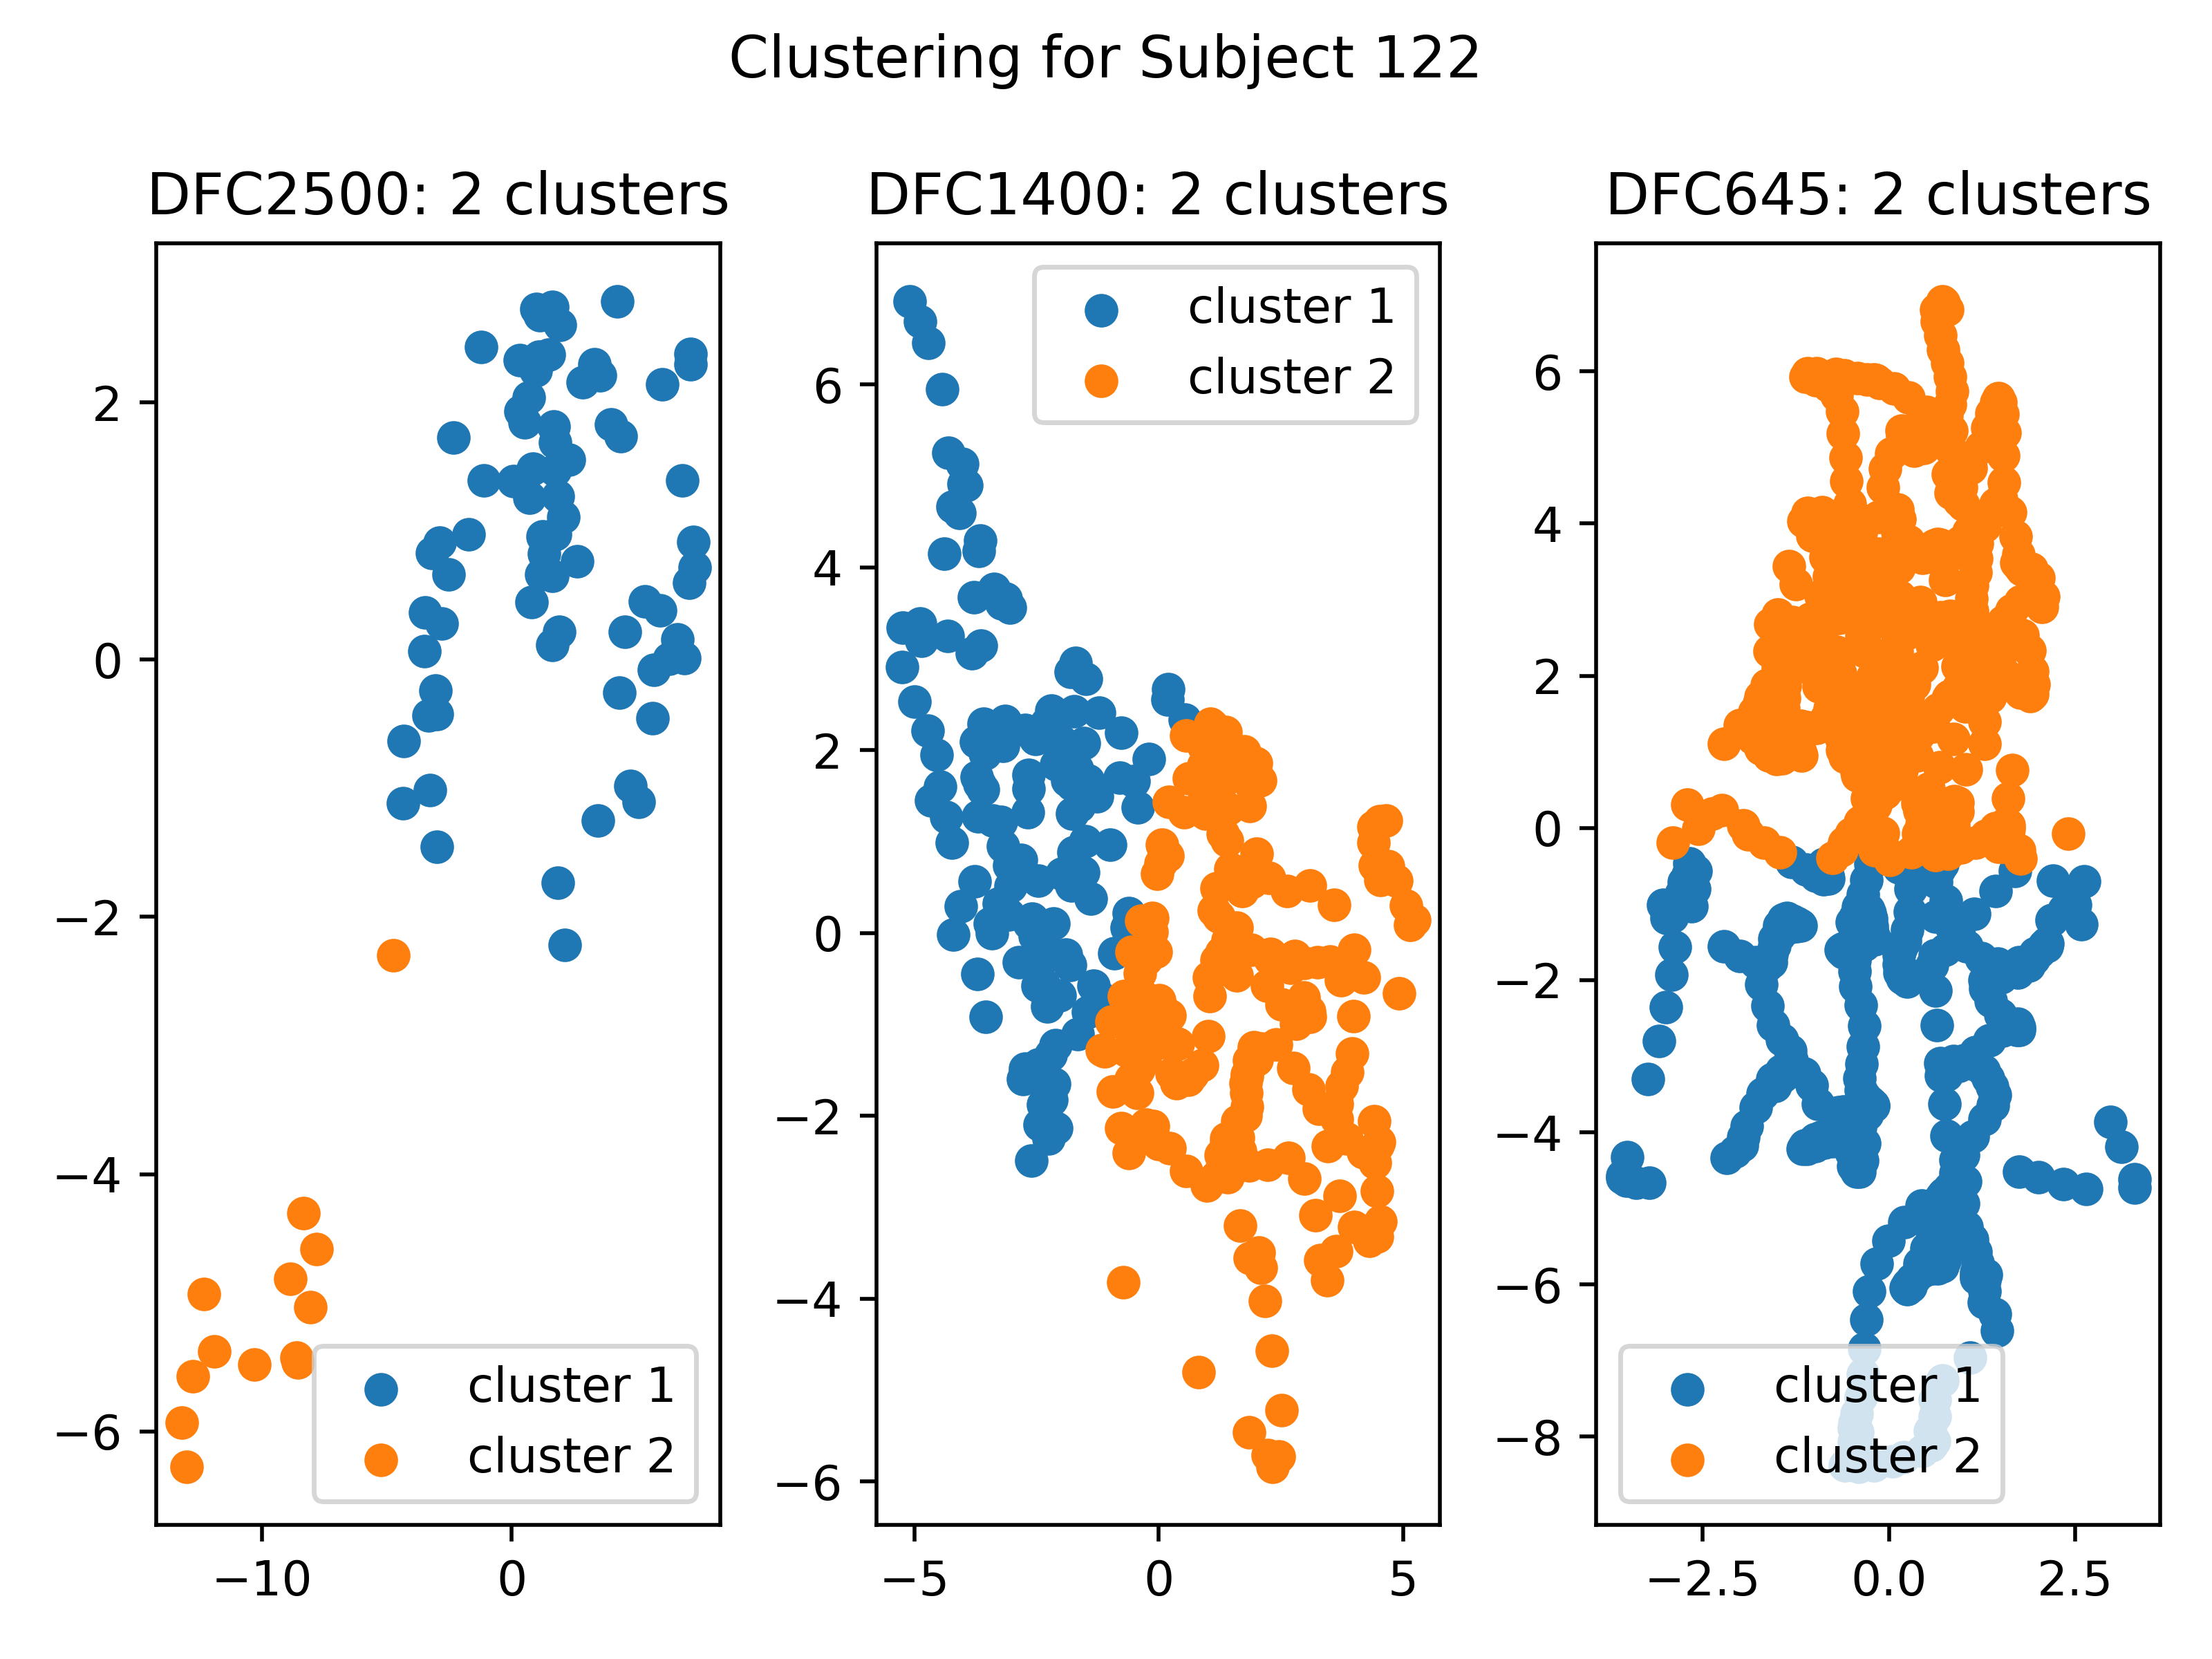 Clustering for Subject 122
DFC2500: 2 clusters
2
0
−2
−4
−6
−10
0
cluster 1
cluster 2
DFC1400: 2 clusters
6
4
2
0
−2
−4
−6
−5
0
5
cluster 1
cluster 2
DFC645: 2 clusters
6
4
2
0
−2
−4
−6
−8
−2.5
0.0
2.5
cluster 1
cluster 2